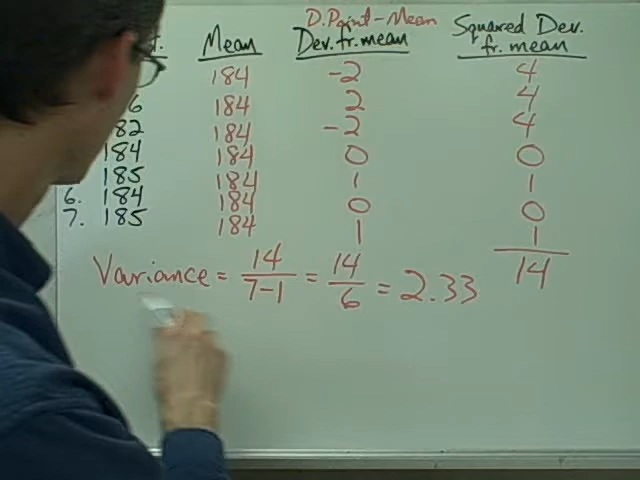 D.Point-Mean
t. Mean Dev.fr.mean Squared Dev. fr. mean
184 -2 4
6 184 2 4
182 184 -2 4
184 184 0 0
185 184 1 1
6. 184 184 0 0
7. 185 184 1 1
Variance = 14/7-1 = 14/6 = 2.33 14